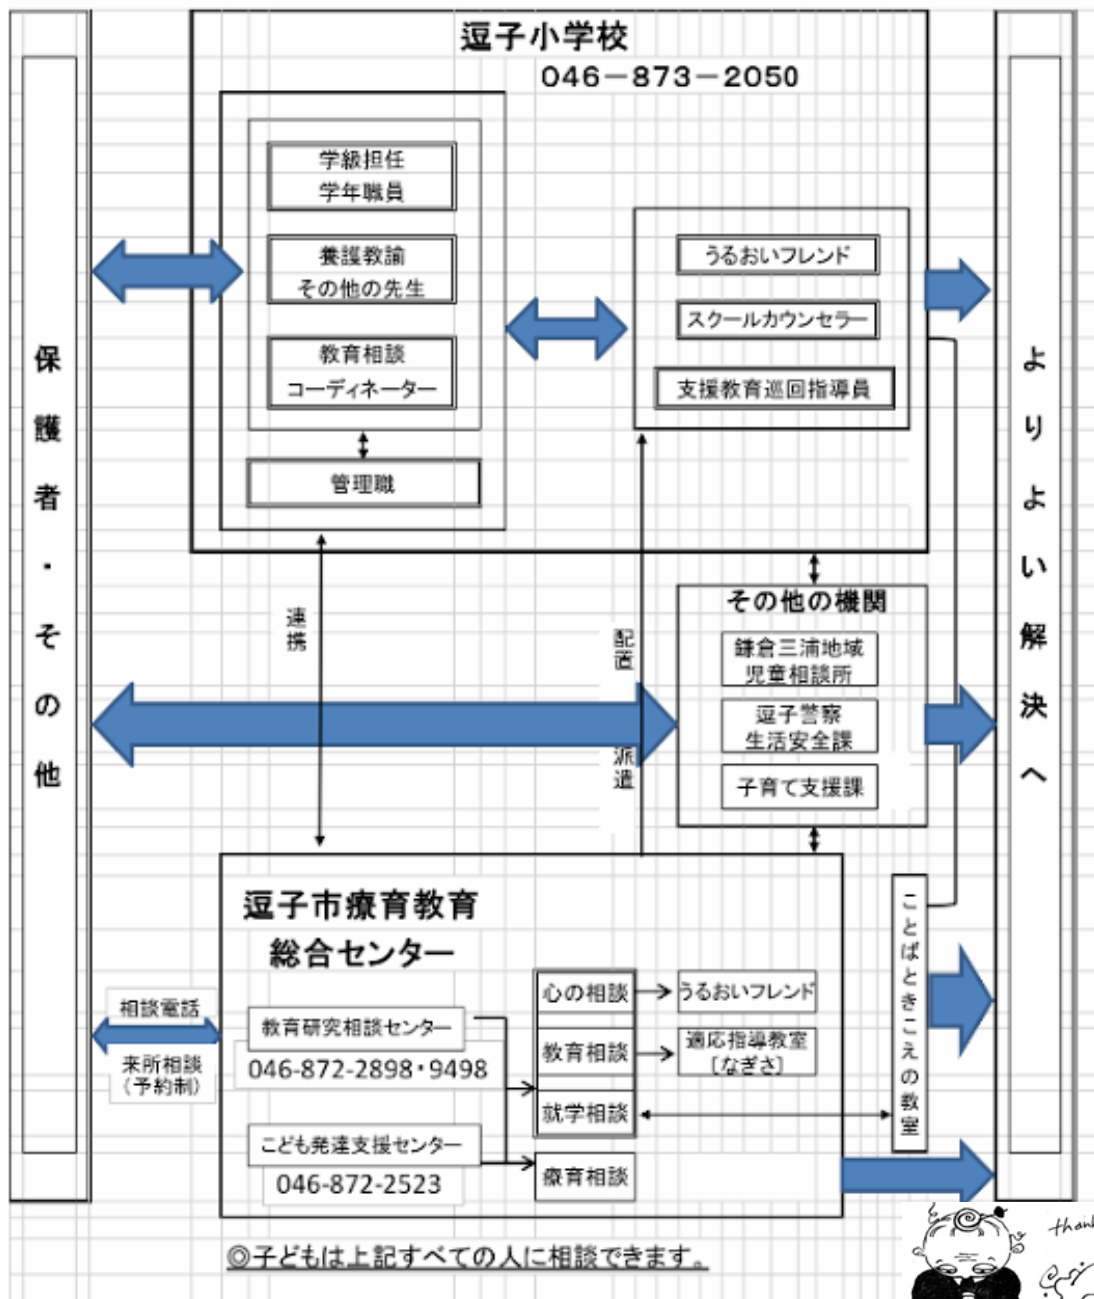 逗子小学校
046－873－2050
学級担任
学年職員
養護教諭
その他の先生
教育相談
コーディネーター
管理職
うるおいフレンド
スクールカウンセラー
支援教育巡回指導員
保護者・その他
よりよい解決へ
連携
配置
派遣
その他の機関
鎌倉三浦地域
児童相談所
逗子警察
生活安全課
子育て支援課
逗子市療育教育
総合センター
相談電話
来所相談
（予約制）
教育研究相談センター
046-872-2898・9498
こども発達支援センター
046-872-2523
心の相談
教育相談
就学相談
療育相談
うるおいフレンド
適応指導教室
〔なぎさ〕
ことばときこえの教室
◎子どもは上記すべての人に相談できます。